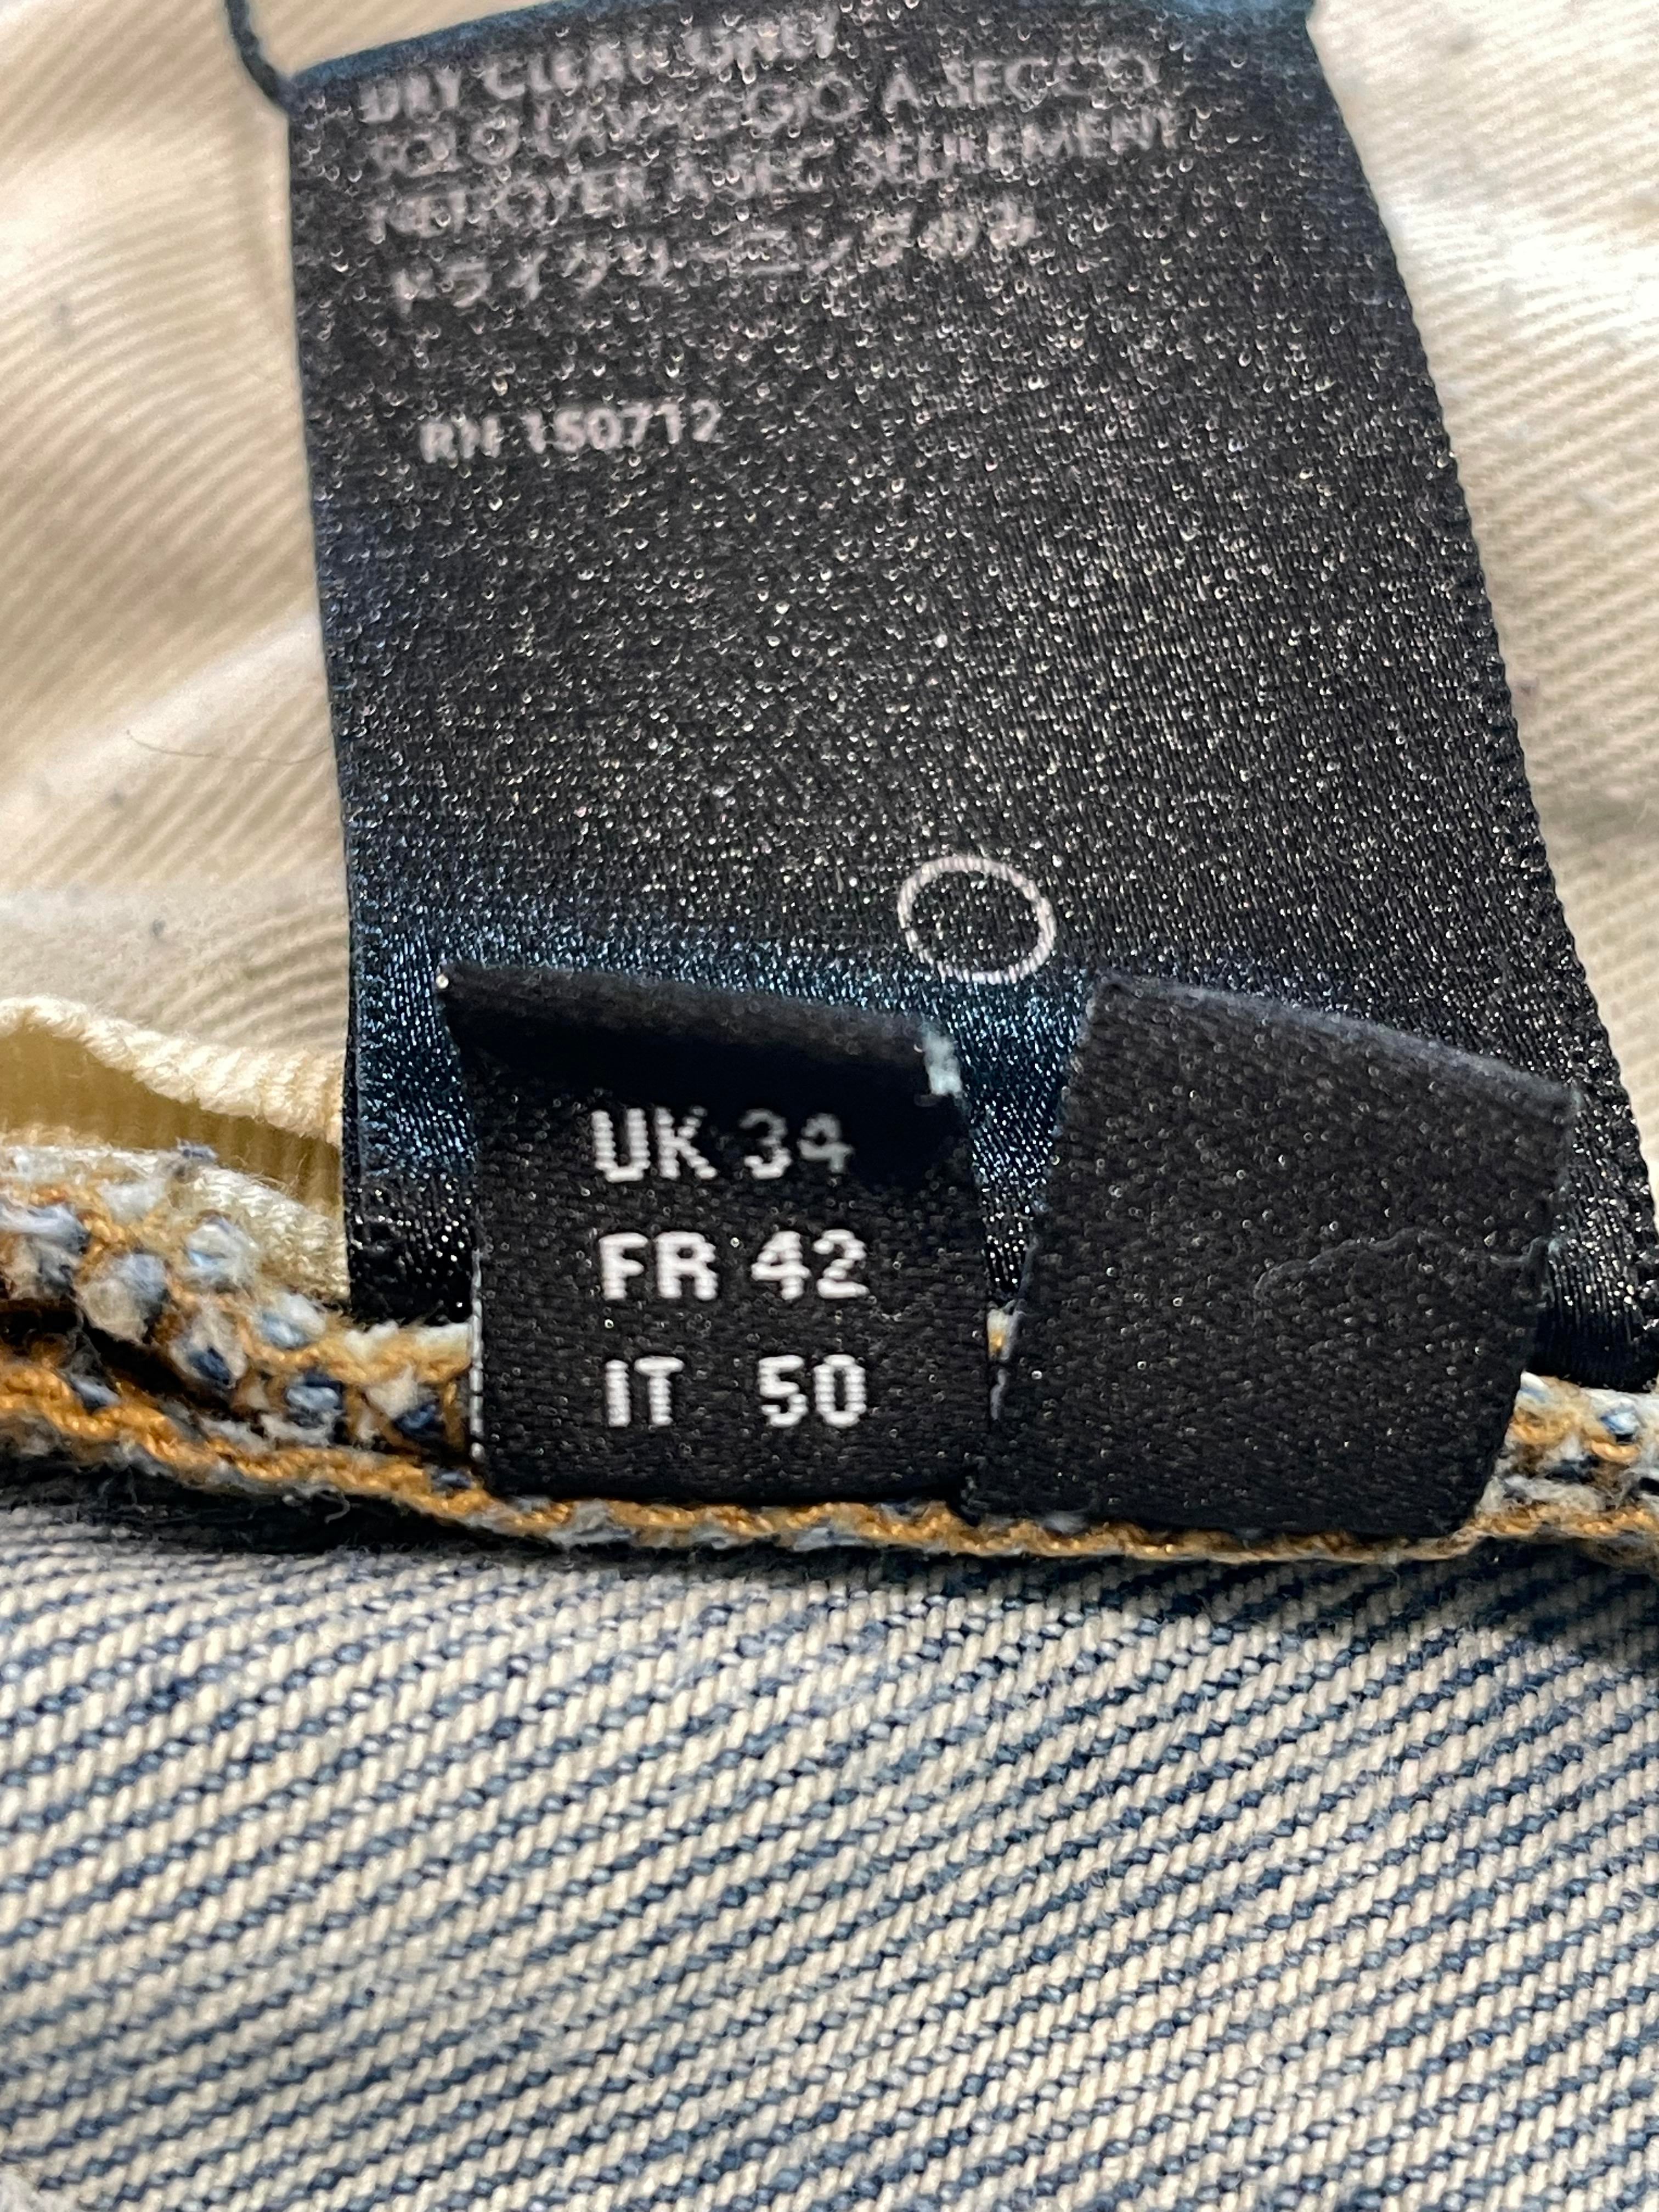 DRY CLEAN ONLY
SOLO LAVAGGIO A SECCO
NETTOYER A SEC SEULEMENT
ドライクリーニングのみ
RN 150712
UK 34
FR 42
IT 50